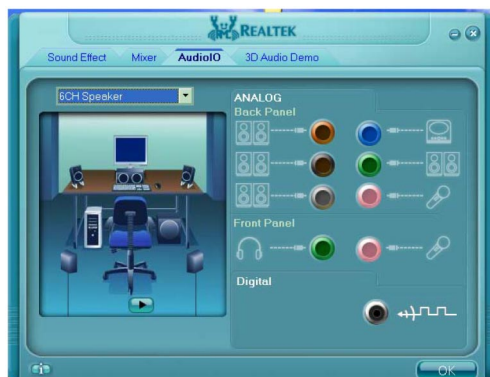 REALTEK
Sound Effect Mixer AudioIO 3D Audio Demo
6CH Speaker
ANALOG
Back Panel
Front Panel
Digital
OK